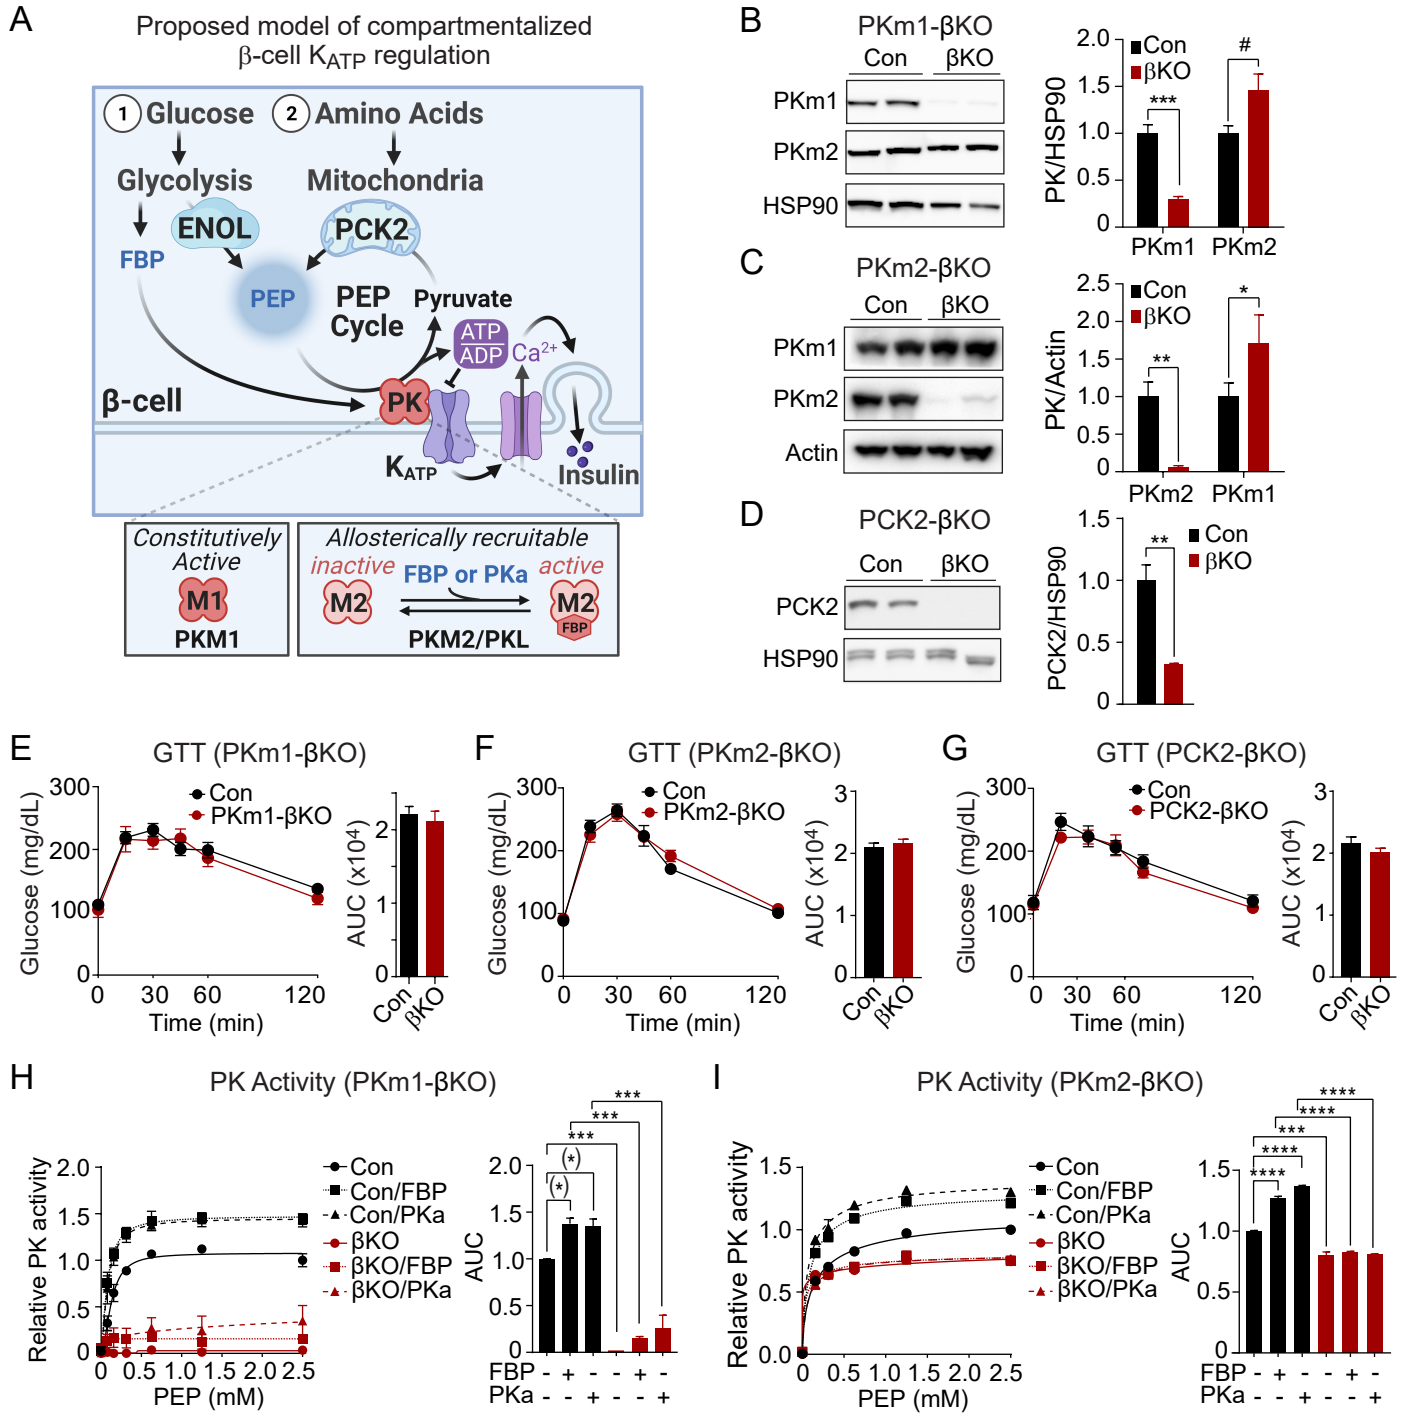 A
Proposed model of compartmentalized
β-cell KATP regulation
1 Glucose
2 Amino Acids
Glycolysis
Mitochondria
ENOL
PCK2
FBP
PEP
PEP
Cycle
Pyruvate
ATP
ADP
Ca2+
β-cell
PK
KATP
Insulin
Constitutively
Active
M1
PKM1
Allosterically recruitable
inactive
FBP or PKa
active
M2
M2
FBP
PKM2/PKL
B
PKm1-βKO
Con βKO
PKm1
PKm2
HSP90
PK/HSP90
2.0
1.5
1.0
0.5
0
Con
βKO
***
#
PKm1 PKm2
C
PKm2-βKO
Con βKO
PKm1
PKm2
Actin
PK/Actin
2.5
2.0
1.5
1.0
0.5
0
Con
βKO
**
*
PKm2 PKm1
D
PCK2-βKO
Con βKO
PCK2
HSP90
PCK2/HSP90
1.5
1.0
0.5
0
Con
βKO
**
E
GTT (PKm1-βKO)
Glucose (mg/dL)
300
200
100
0
Con
PKm1-βKO
0 30 60 120
Time (min)
AUC (x10⁴)
2
1
0
Con βKO
F
GTT (PKm2-βKO)
Glucose (mg/dL)
300
200
100
0
Con
PKm2-βKO
0 30 60 120
Time (min)
AUC (x10⁴)
3
2
1
0
Con βKO
G
GTT (PCK2-βKO)
Glucose (mg/dL)
300
200
100
0
Con
PCK2-βKO
0 30 60 120
Time (min)
AUC (x10⁴)
3
2
1
0
Con βKO
H
PK Activity (PKm1-βKO)
Relative PK activity
2.0
1.5
1.0
0.5
0
0 0.5 1.0 1.5 2.0 2.5
PEP (mM)
Con
Con/FBP
Con/PKa
βKO
βKO/FBP
βKO/PKa
AUC
2.0
1.5
1.0
0.5
0
***
***
***
(*)
(*)
FBP - + - - + -
PKa - - + - - +
I
PK Activity (PKm2-βKO)
Relative PK activity
1.5
1.0
0.5
0.0
0 0.5 1.0 1.5 2.0 2.5
PEP (mM)
Con
Con/FBP
Con/PKa
βKO
βKO/FBP
βKO/PKa
AUC
1.5
1.0
0.5
0
****
****
***
****
****
FBP - + - - + -
PKa - - + - - +